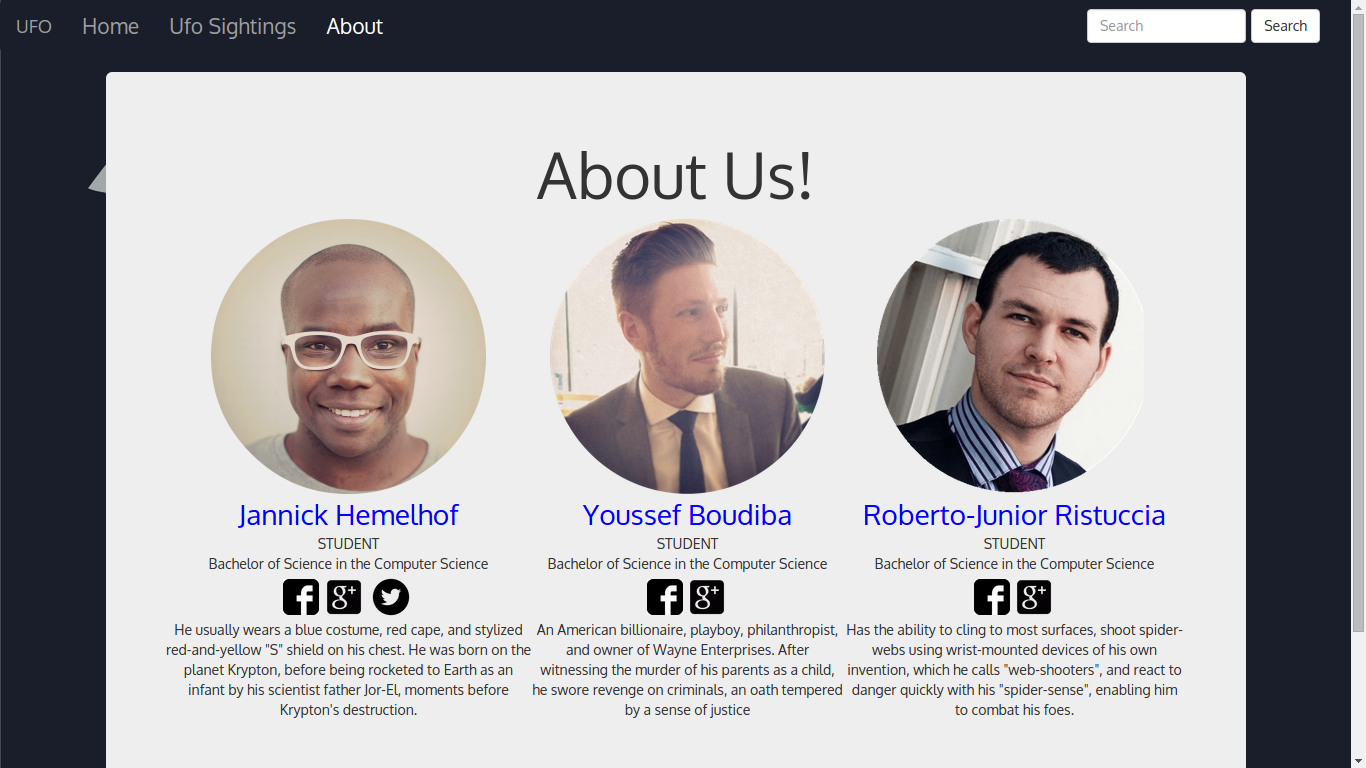 UFO Home Ufo Sightings About Search Search
About Us!
Jannick Hemelhof
STUDENT
Bachelor of Science in the Computer Science
He usually wears a blue costume, red cape, and stylized
red-and-yellow "S" shield on his chest. He was born on the
planet Krypton, before being rocketed to Earth as an
infant by his scientist father Jor-El, moments before
Krypton's destruction.
Youssef Boudiba
STUDENT
Bachelor of Science in the Computer Science
An American billionaire, playboy, philanthropist,
and owner of Wayne Enterprises. After
witnessing the murder of his parents as a child,
he swore revenge on criminals, an oath tempered
by a sense of justice
Roberto-Junior Ristuccia
STUDENT
Bachelor of Science in the Computer Science
Has the ability to cling to most surfaces, shoot spider-
webs using wrist-mounted devices of his own
invention, which he calls "web-shooters", and react to
danger quickly with his "spider-sense", enabling him
to combat his foes.